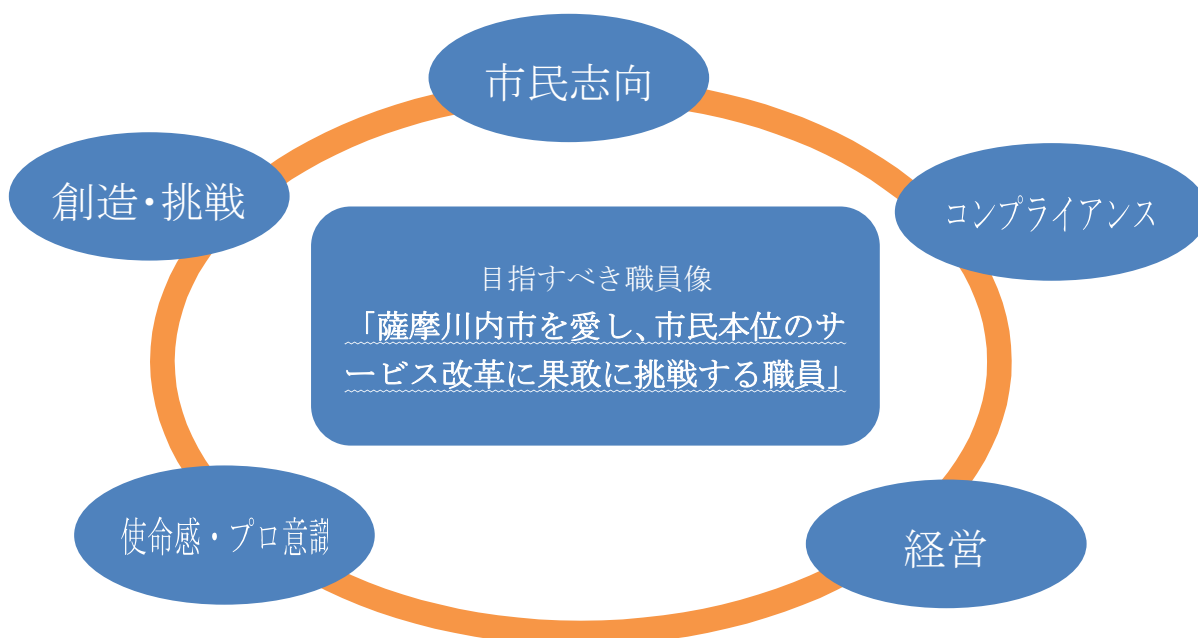 市民志向
創造・挑戦
コンプライアンス
目指すべき職員像
「薩摩川内市を愛し、市民本位のサ
ービス改革に果敢に挑戦する職員」
使命感・プロ意識
経営